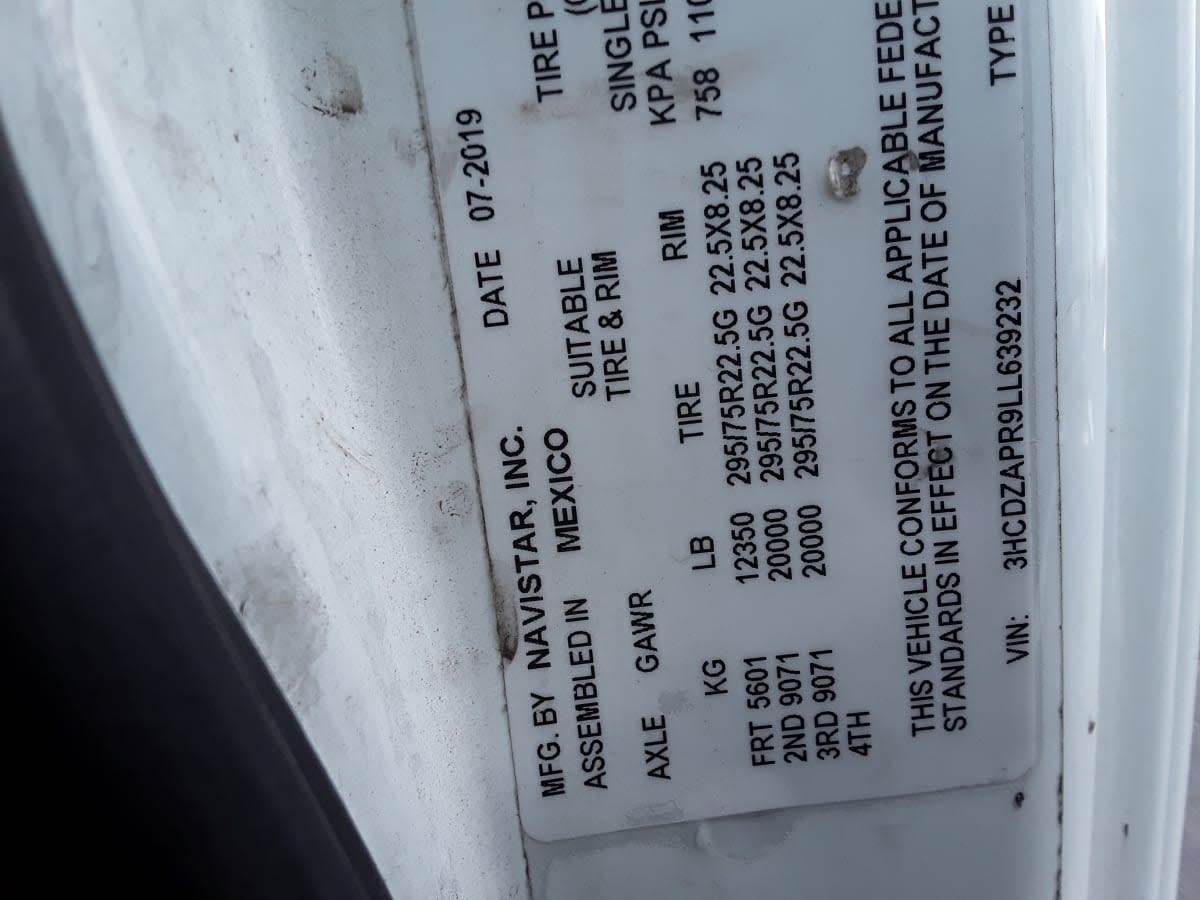 MFG. BY NAVISTAR, INC. DATE 07-2019
ASSEMBLED IN MEXICO
SUITABLE TIRE
TIRE & RIM
AXLE GAWR SINGLE
KG LB TIRE RIM KPA PSI
FRT 5601 12350 295/75R22.5G 22.5X8.25 758 110
2ND 9071 20000 295/75R22.5G 22.5X8.25
3RD 9071 20000 295/75R22.5G 22.5X8.25
4TH
THIS VEHICLE CONFORMS TO ALL APPLICABLE
STANDARDS IN EFFECT ON THE DATE OF
VIN: 3HCDZAPR9LL639232 TYPE